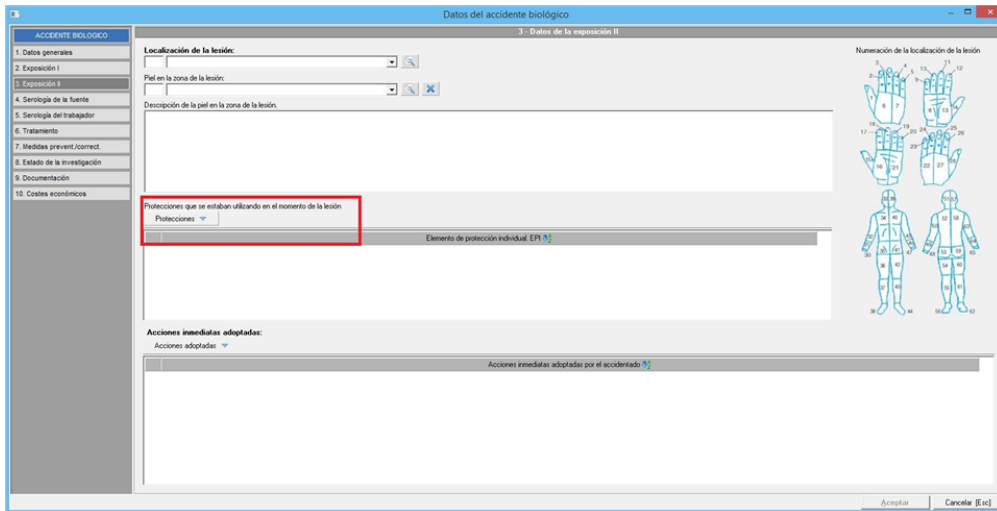 Datos del accidente biológico
ACCIDENTE BIOLOGICO
1. Datos generales
2. Exposición I
3. Exposición II
4. Serología de la fuente
5. Serología del trabajador
6. Tratamiento
7. Medidas prevent./correct.
8. Estado de la investigación
9. Documentación
10. Costes económicos
3 - Datos de la exposición II
Localización de la lesión:
Piel en la zona de la lesión:
Descripción de la piel en la zona de la lesión.
Protecciones que se estaban utilizando en el momento de la lesión
Protecciones
Elemento de protección individual. EPI
Acciones inmediatas adoptadas:
Acciones adoptadas
Acciones inmediatas adoptadas por el accidentado
Numeración de la localización de la lesión
Aceptar
Cancelar [Esc]